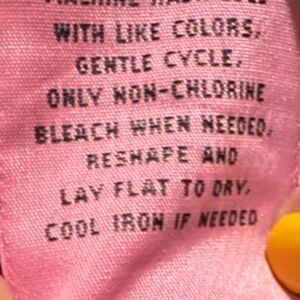 WITH LIKE COLORS,
GENTLE CYCLE,
ONLY NON-CHLORINE
BLEACH WHEN NEEDED,
RESHAPE AND
LAY FLAT TO DRY,
COOL IRON IF NEEDED